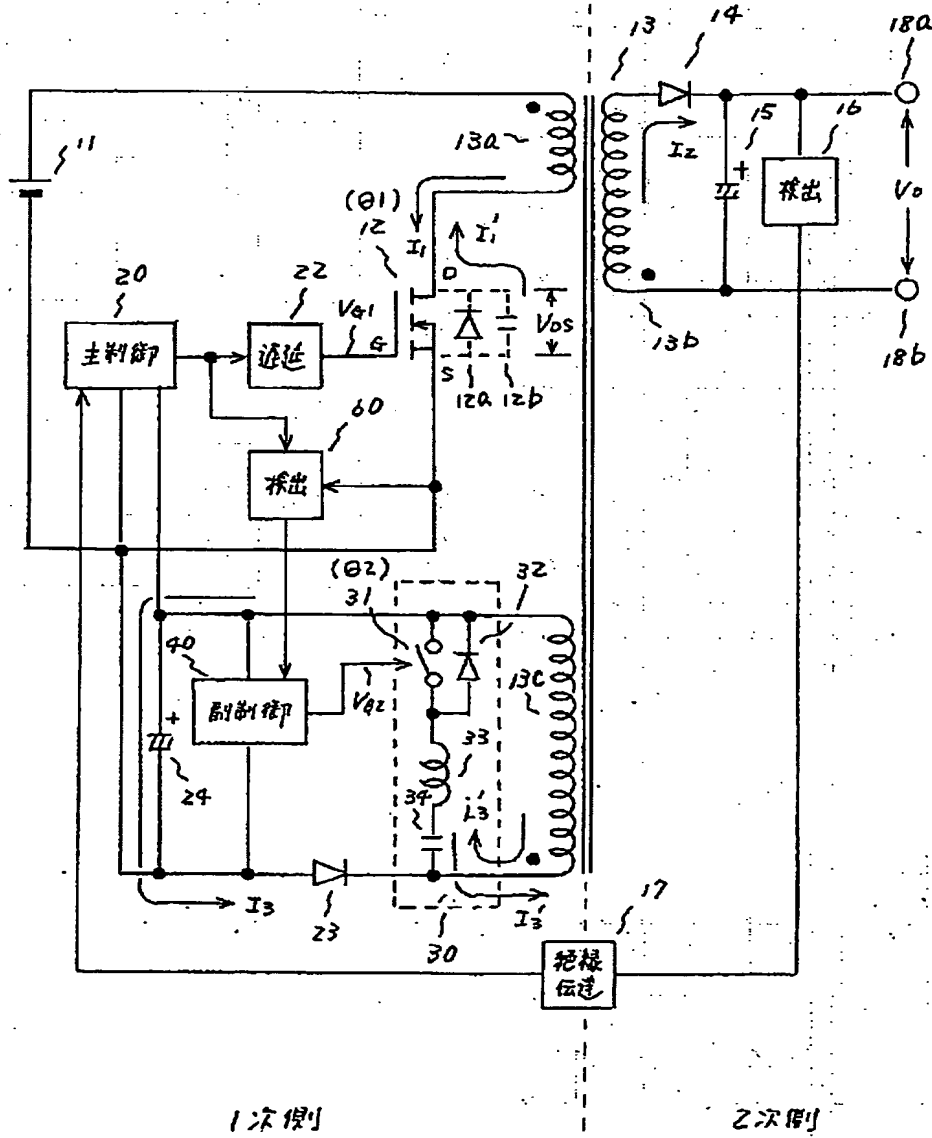 18a
13
14
11
13a
15
16
+
I2
検出
Vo
(Q1)
12
I1
I1'
20
22
VG1
D
G
VDS
主制御
遅延
S
12a
12b
13b
18b
60
検出
(Q2)
31
32
40
VG2
13c
副制御
+
33
24
34
i3'
I3
23
I3'
30
17
絶縁
伝達
1次側
2次側